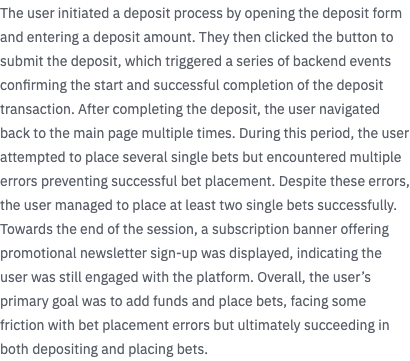 The user initiated a deposit process by opening the deposit form
and entering a deposit amount. They then clicked the button to
submit the deposit, which triggered a series of backend events
confirming the start and successful completion of the deposit
transaction. After completing the deposit, the user navigated
back to the main page multiple times. During this period, the user
attempted to place several single bets but encountered multiple
errors preventing successful bet placement. Despite these errors,
the user managed to place at least two single bets successfully.
Towards the end of the session, a subscription banner offering
promotional newsletter sign-up was displayed, indicating the
user was still engaged with the platform. Overall, the user’s
primary goal was to add funds and place bets, facing some
friction with bet placement errors but ultimately succeeding in
both depositing and placing bets.